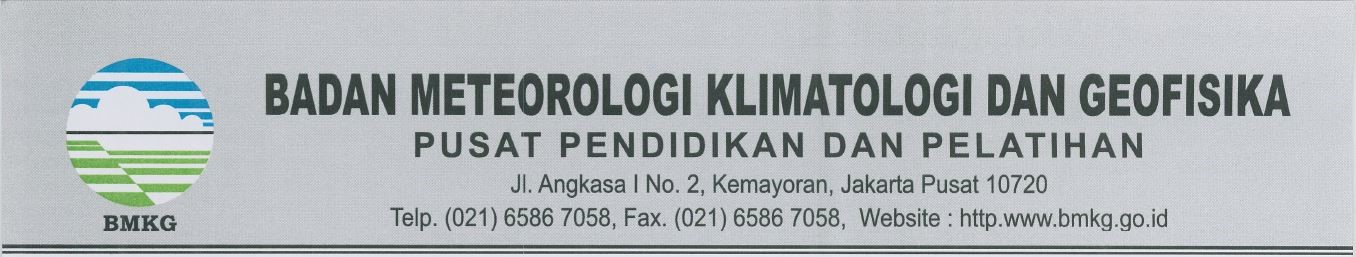 BADAN METEOROLOGI KLIMATOLOGI DAN GEOFISIKA
PUSAT PENDIDIKAN DAN PELATIHAN
Jl. Angkasa I No. 2, Kemayoran, Jakarta Pusat 10720
Telp. (021) 6586 7058, Fax. (021) 6586 7058, Website : http.www.bmkg.go.id
BMKG